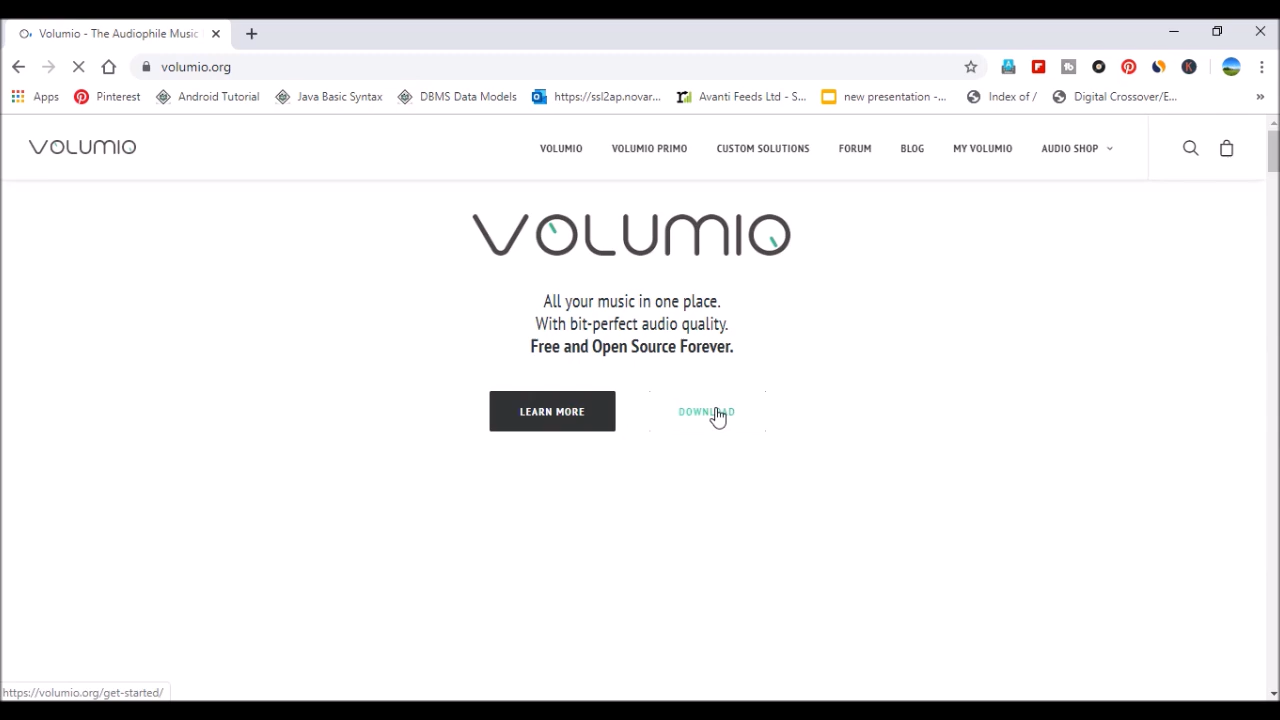 Volumio - The Audiophile Music
volumio.org
Apps
Pinterest
Android Tutorial
Java Basic Syntax
DBMS Data Models
https://ssl2ap.novar...
Avanti Feeds Ltd - S...
new presentation -...
Index of /
Digital Crossover/E...
»
VOLUMIO
VOLUMIO
VOLUMIO PRIMO
CUSTOM SOLUTIONS
FORUM
BLOG
MY VOLUMIO
AUDIO SHOP
VOLUMIO
All your music in one place.
With bit-perfect audio quality.
Free and Open Source Forever.
LEARN MORE
DOWNLOAD
https://volumio.org/get-started/